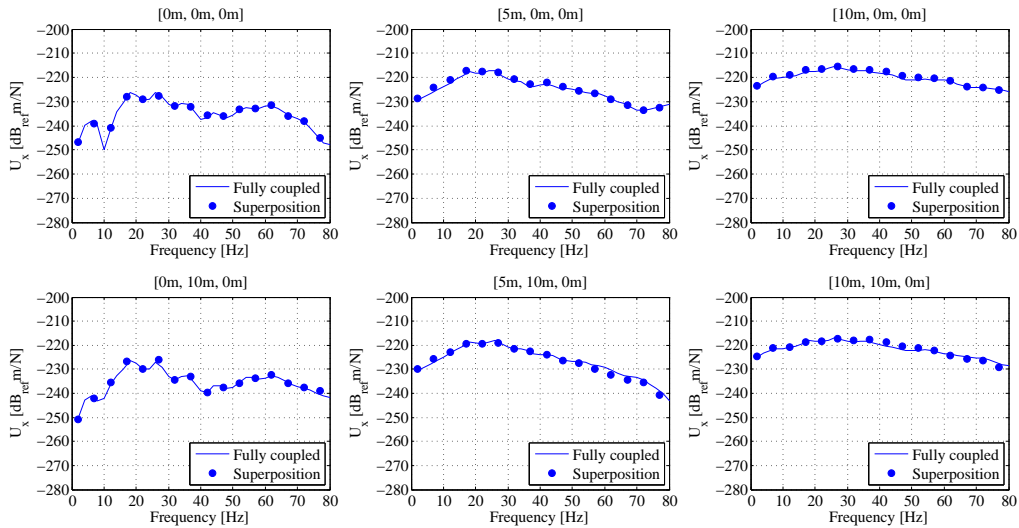 [0m, 0m, 0m]
U_x [dB_ref m/N]
−200
−210
−220
−230
−240
−250
−260
−270
−280
0 10 20 30 40 50 60 70 80
Frequency [Hz]
Fully coupled
Superposition
[5m, 0m, 0m]
U_x [dB_ref m/N]
−200
−210
−220
−230
−240
−250
−260
−270
−280
0 10 20 30 40 50 60 70 80
Frequency [Hz]
Fully coupled
Superposition
[10m, 0m, 0m]
U_x [dB_ref m/N]
−200
−210
−220
−230
−240
−250
−260
−270
−280
0 10 20 30 40 50 60 70 80
Frequency [Hz]
Fully coupled
Superposition
[0m, 10m, 0m]
U_x [dB_ref m/N]
−200
−210
−220
−230
−240
−250
−260
−270
−280
0 10 20 30 40 50 60 70 80
Frequency [Hz]
Fully coupled
Superposition
[5m, 10m, 0m]
U_x [dB_ref m/N]
−200
−210
−220
−230
−240
−250
−260
−270
−280
0 10 20 30 40 50 60 70 80
Frequency [Hz]
Fully coupled
Superposition
[10m, 10m, 0m]
U_x [dB_ref m/N]
−200
−210
−220
−230
−240
−250
−260
−270
−280
0 10 20 30 40 50 60 70 80
Frequency [Hz]
Fully coupled
Superposition